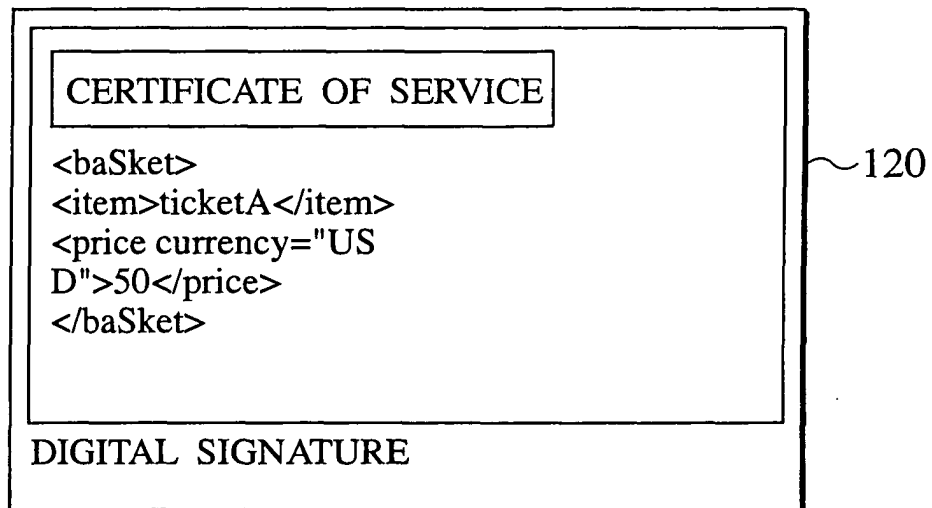 CERTIFICATE OF SERVICE
<baSket>
<item>ticketA</item>
<price currency="US
D">50</price>
</baSket>
120
DIGITAL SIGNATURE